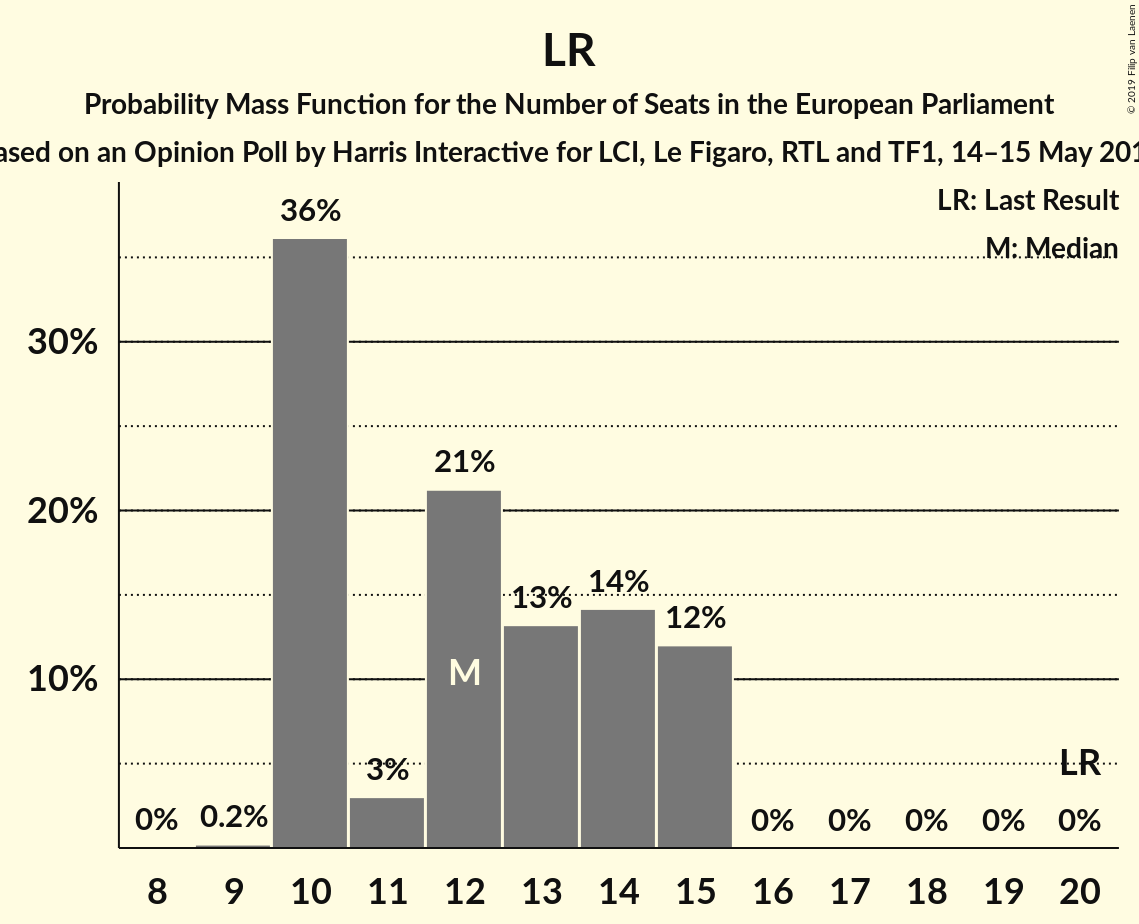 LR
Probability Mass Function for the Number of Seats in the European Parliament
ased on an Opinion Poll by Harris Interactive for LCI, Le Figaro, RTL and TF1, 14–15 May 201
© 2019 Filip van Laenen
LR: Last Result
M: Median
36%
30%
21%
20%
13%
14%
12%
10%
M
3%
LR
0%
0.2%
0%
0%
0%
0%
0%
8 9 10 11 12 13 14 15 16 17 18 19 20